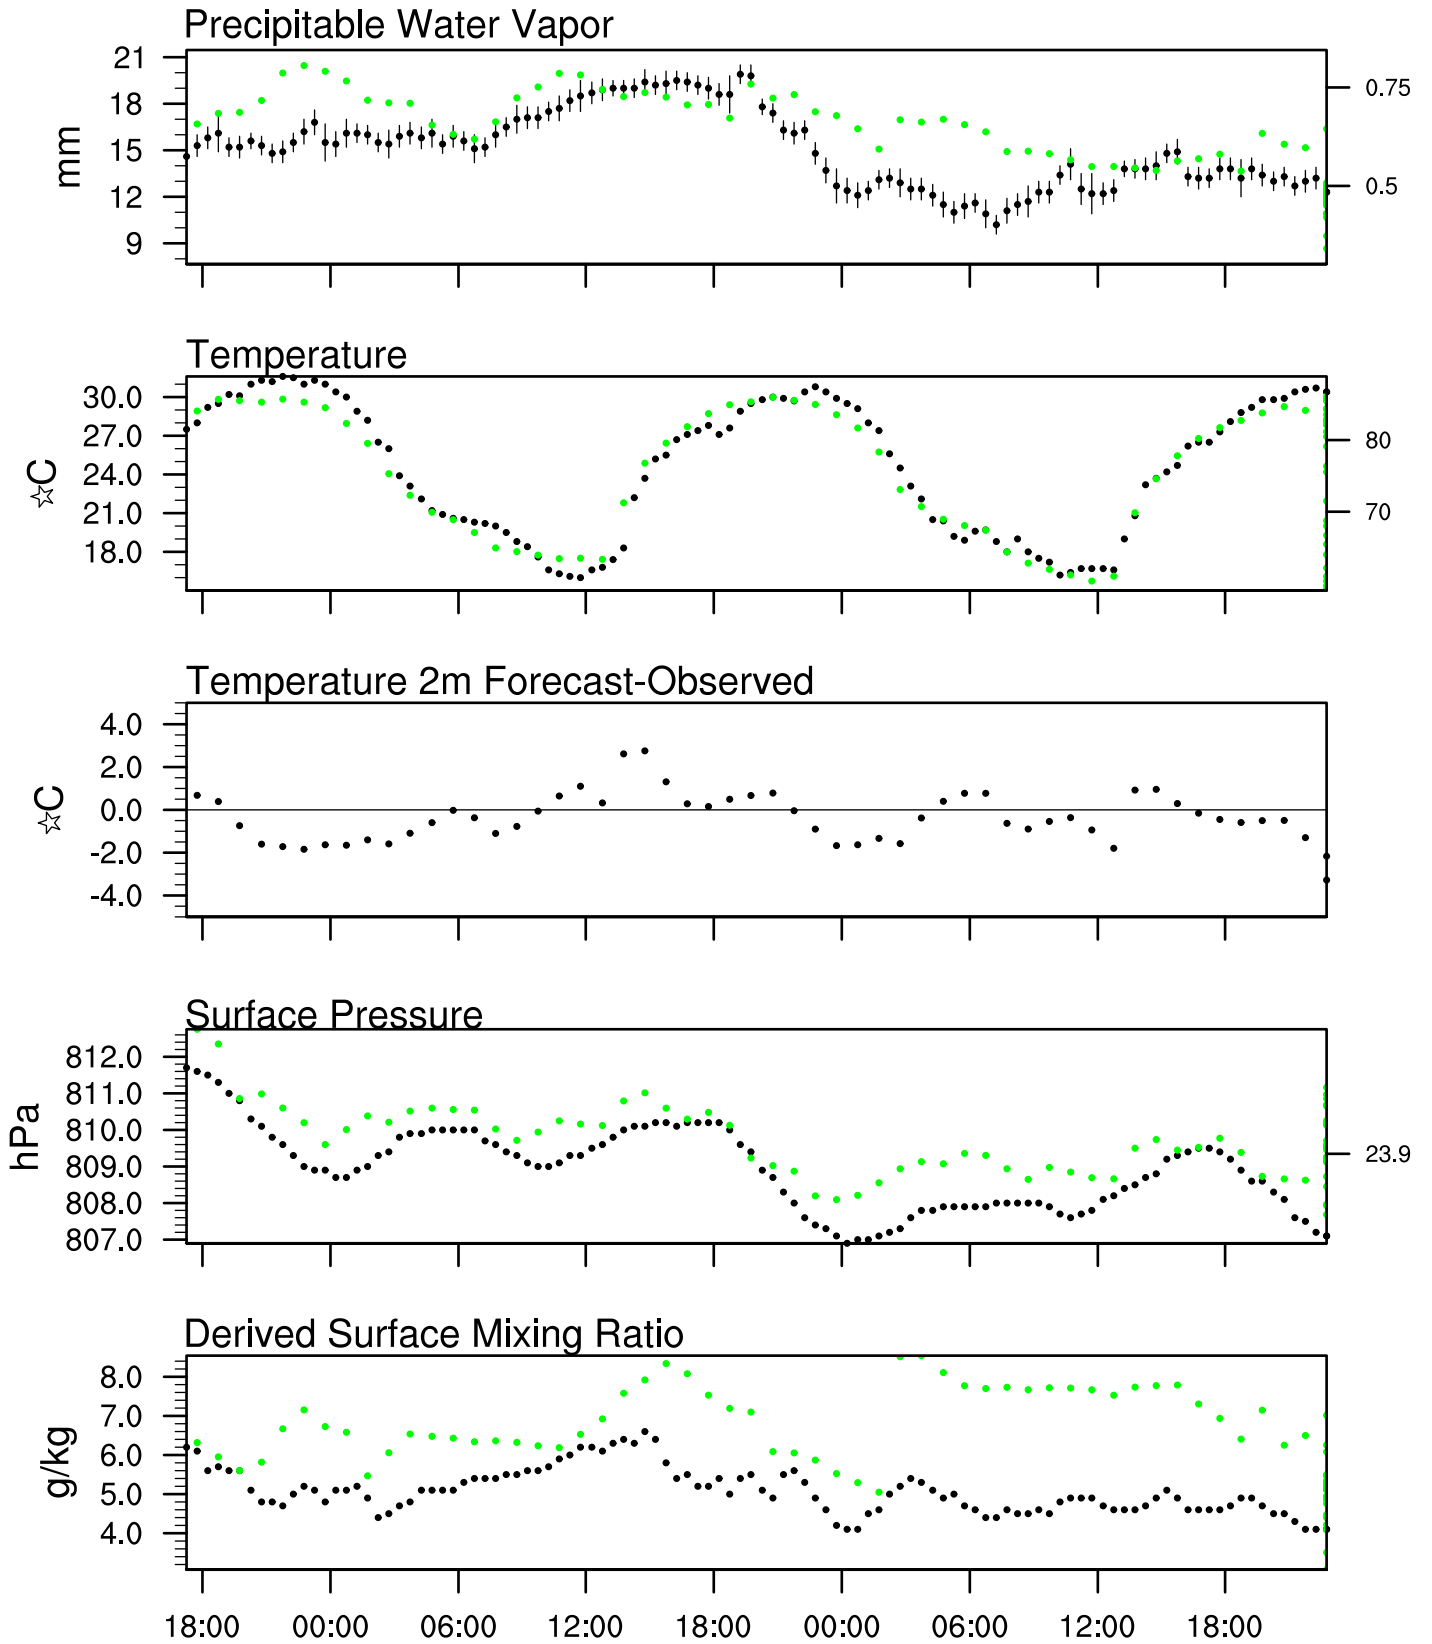 Precipitable Water Vapor
21
18
15
12
9
mm
0.75
0.5
Temperature
30.0
27.0
24.0
21.0
18.0
☆C
80
70
Temperature 2m Forecast-Observed
4.0
2.0
0.0
-2.0
-4.0
☆C
Surface Pressure
812.0
811.0
810.0
809.0
808.0
807.0
hPa
23.9
Derived Surface Mixing Ratio
8.0
7.0
6.0
5.0
4.0
g/kg
18:00 00:00 06:00 12:00 18:00 00:00 06:00 12:00 18:00